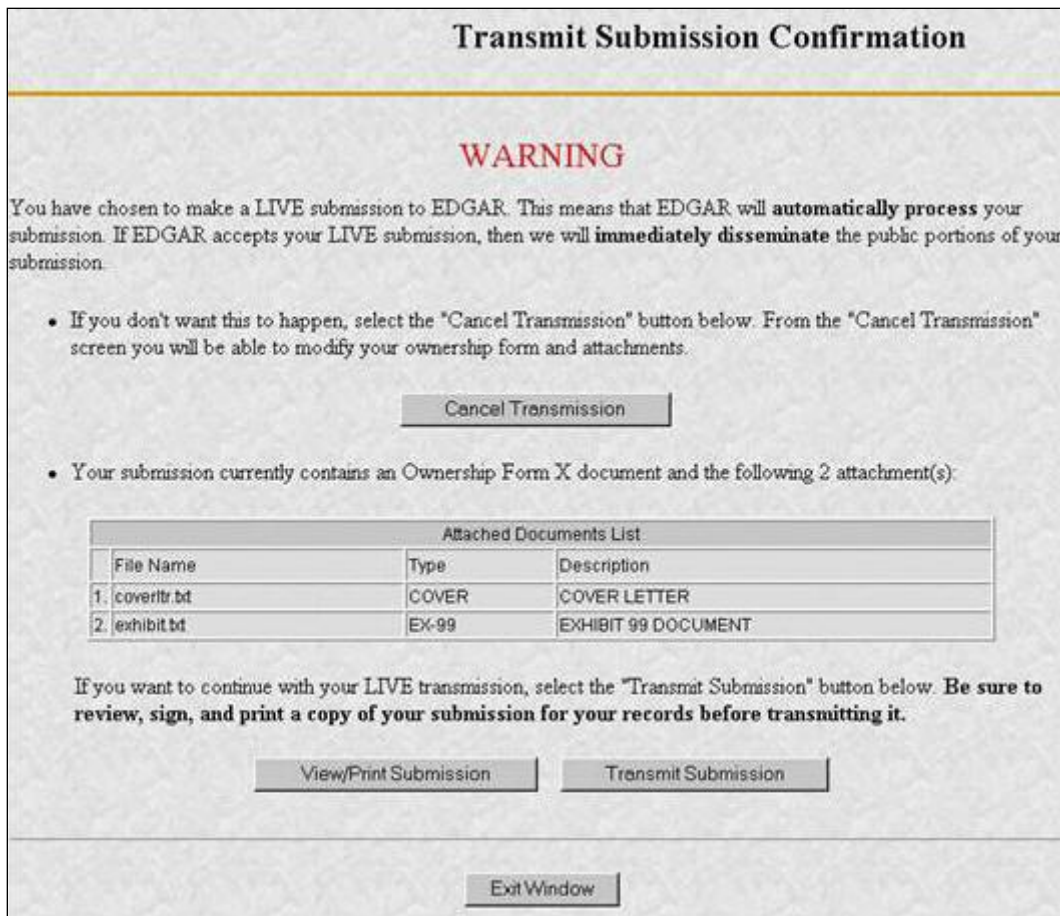 Transmit Submission Confirmation
WARNING
You have chosen to make a LIVE submission to EDGAR. This means that EDGAR will automatically process your
submission. If EDGAR accepts your LIVE submission, then we will immediately disseminate the public portions of your
submission.
• If you don't want this to happen, select the "Cancel Transmission" button below. From the "Cancel Transmission"
screen you will be able to modify your ownership form and attachments.
Cancel Transmission
• Your submission currently contains an Ownership Form X document and the following 2 attachment(s):
Attached Documents List
File Name Type Description
1. coverltr.txt COVER COVER LETTER
2. exhibit.txt EX-99 EXHIBIT 99 DOCUMENT
If you want to continue with your LIVE transmission, select the "Transmit Submission" button below. Be sure to
review, sign, and print a copy of your submission for your records before transmitting it.
View/Print Submission Transmit Submission
Exit Window